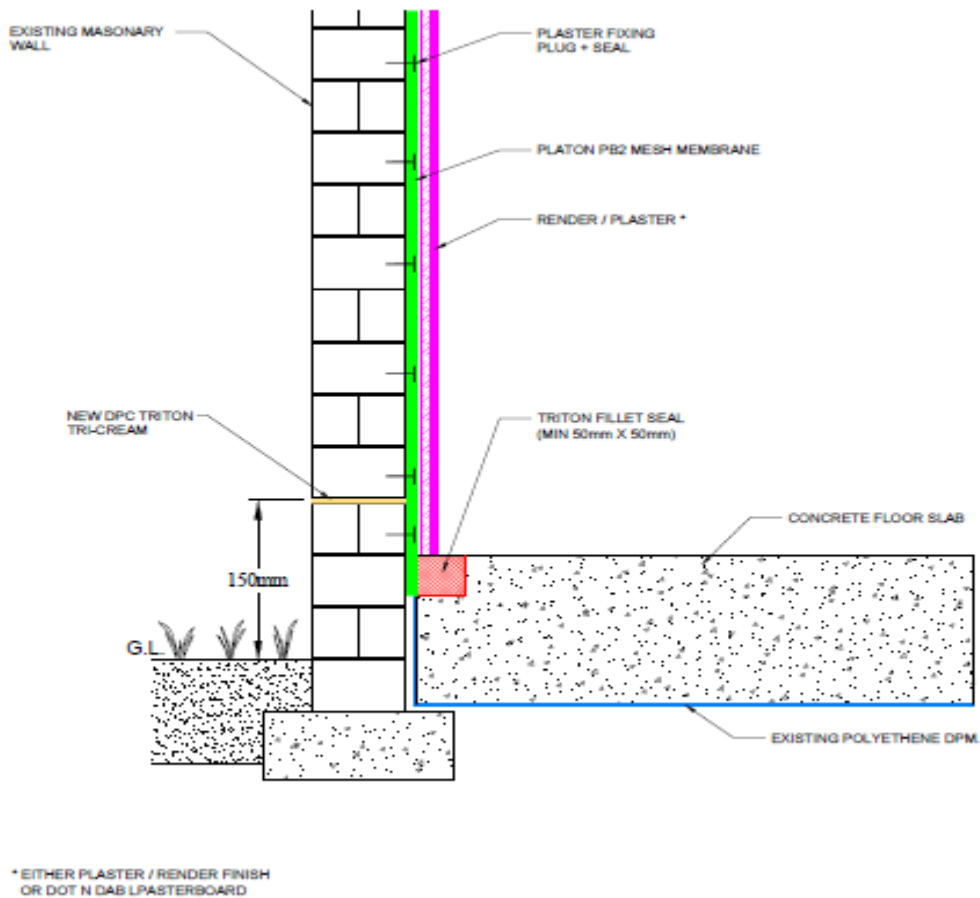 EXISTING MASONARY
WALL
PLASTER FIXING
PLUG + SEAL
PLATON PB2 MESH MEMBRANE
RENDER / PLASTER *
NEW DPC TRITON
TRI-CREAM
TRITON FILLET SEAL
(MIN 50mm X 50mm)
CONCRETE FLOOR SLAB
150mm
G.L.
EXISTING POLYETHENE DPM.
* EITHER PLASTER / RENDER FINISH
OR DOT N DAB LPASTERBOARD